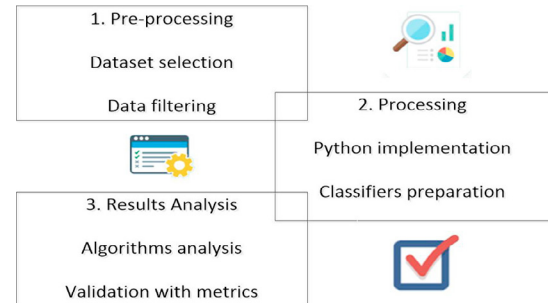 1. Pre-processing
Dataset selection
Data filtering
2. Processing
Python implementation
Classifiers preparation
3. Results Analysis
Algorithms analysis
Validation with metrics